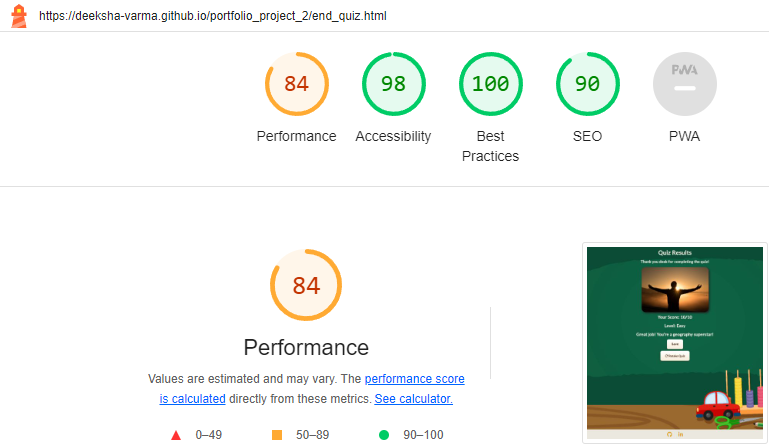 https://deeksha-varma.github.io/portfolio_project_2/end_quiz.html
84
98
100
90
PWA
Performance
Accessibility
Best
Practices
SEO
PWA
84
Performance
Values are estimated and may vary. The performance score
is calculated directly from these metrics. See calculator.
0–49
50–89
90–100
Quiz Results
Thank you deek for completing the quiz!
Your Score: 10/10
Level: Easy
Great job! You're a geography superstar!